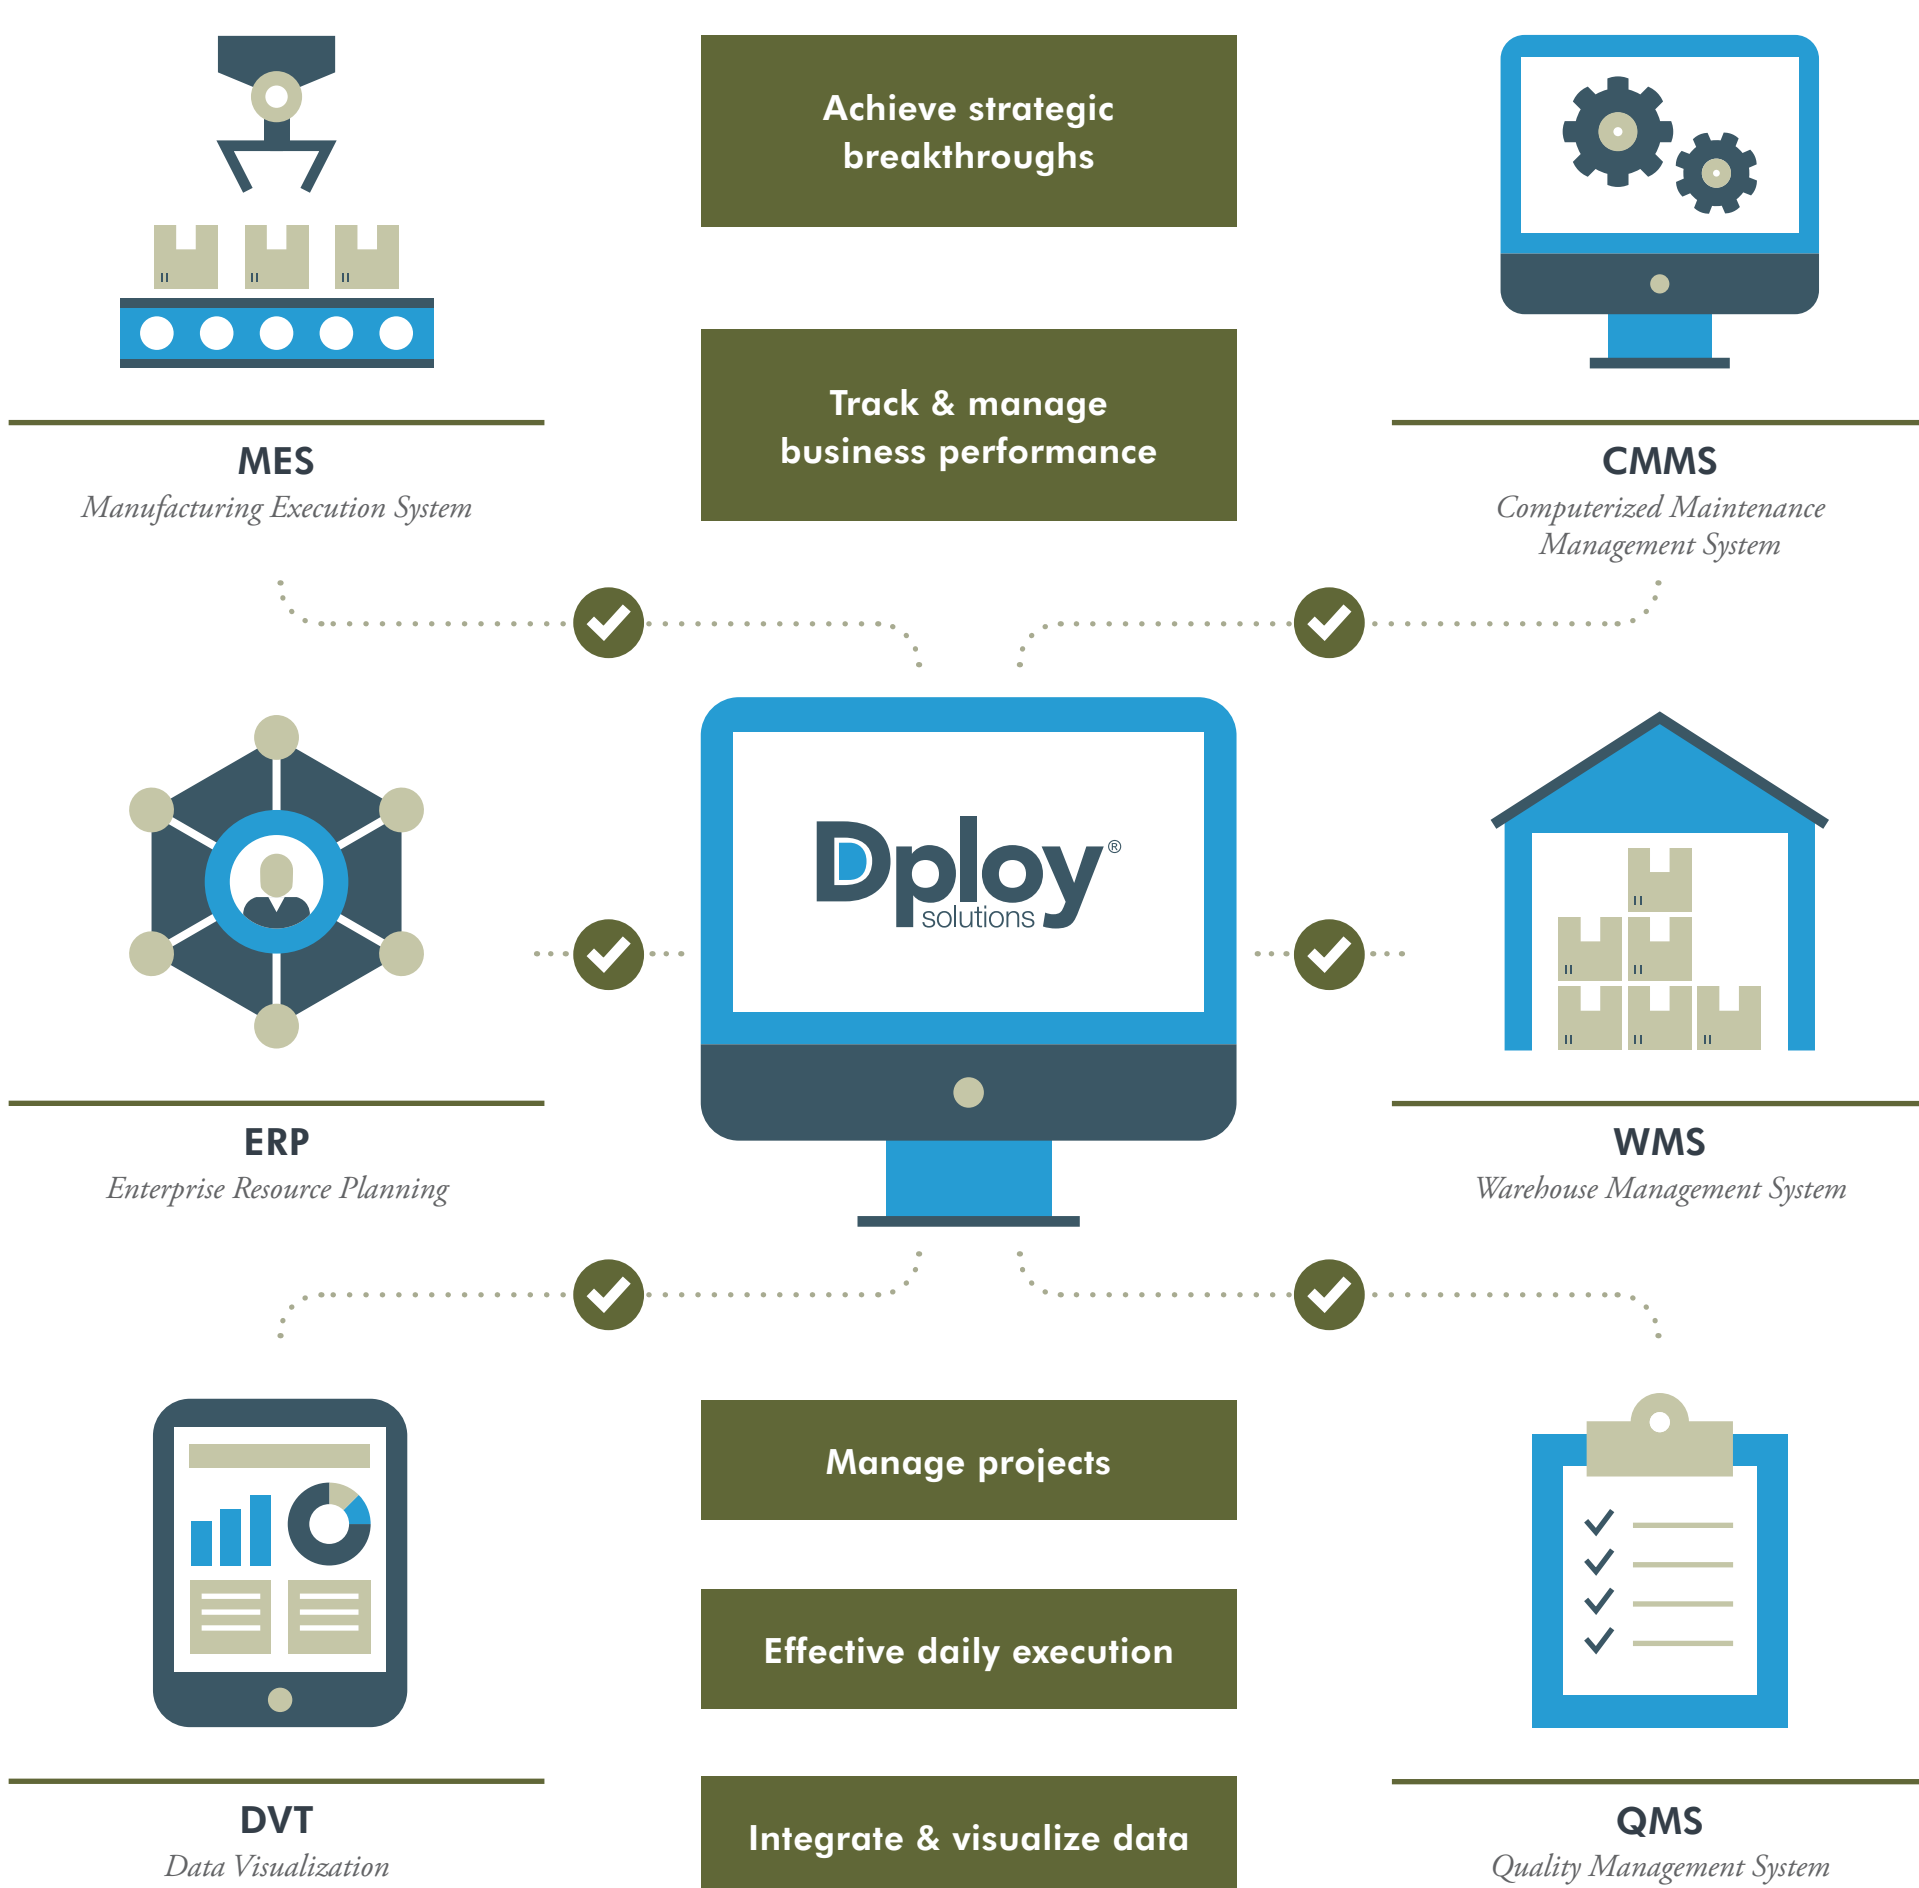 Achieve strategic
breakthroughs
Track & manage
business performance
MES
Manufacturing Execution System
CMMS
Computerized Maintenance
Management System
Dploy®
solutions
ERP
Enterprise Resource Planning
WMS
Warehouse Management System
Manage projects
Effective daily execution
Integrate & visualize data
DVT
Data Visualization
QMS
Quality Management System